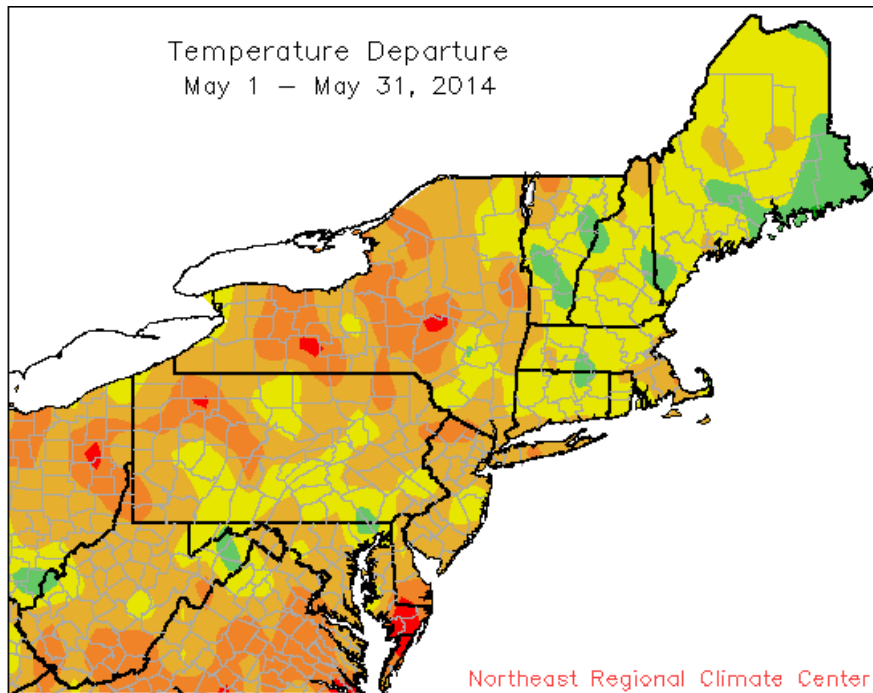 Temperature Departure
May 1 – May 31, 2014
Northeast Regional Climate Center